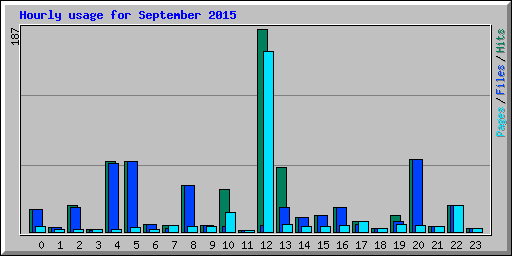 Hourly usage for September 2015
187
Pages/Files/Hits
0 1 2 3 4 5 6 7 8 9 10 11 12 13 14 15 16 17 18 19 20 21 22 23